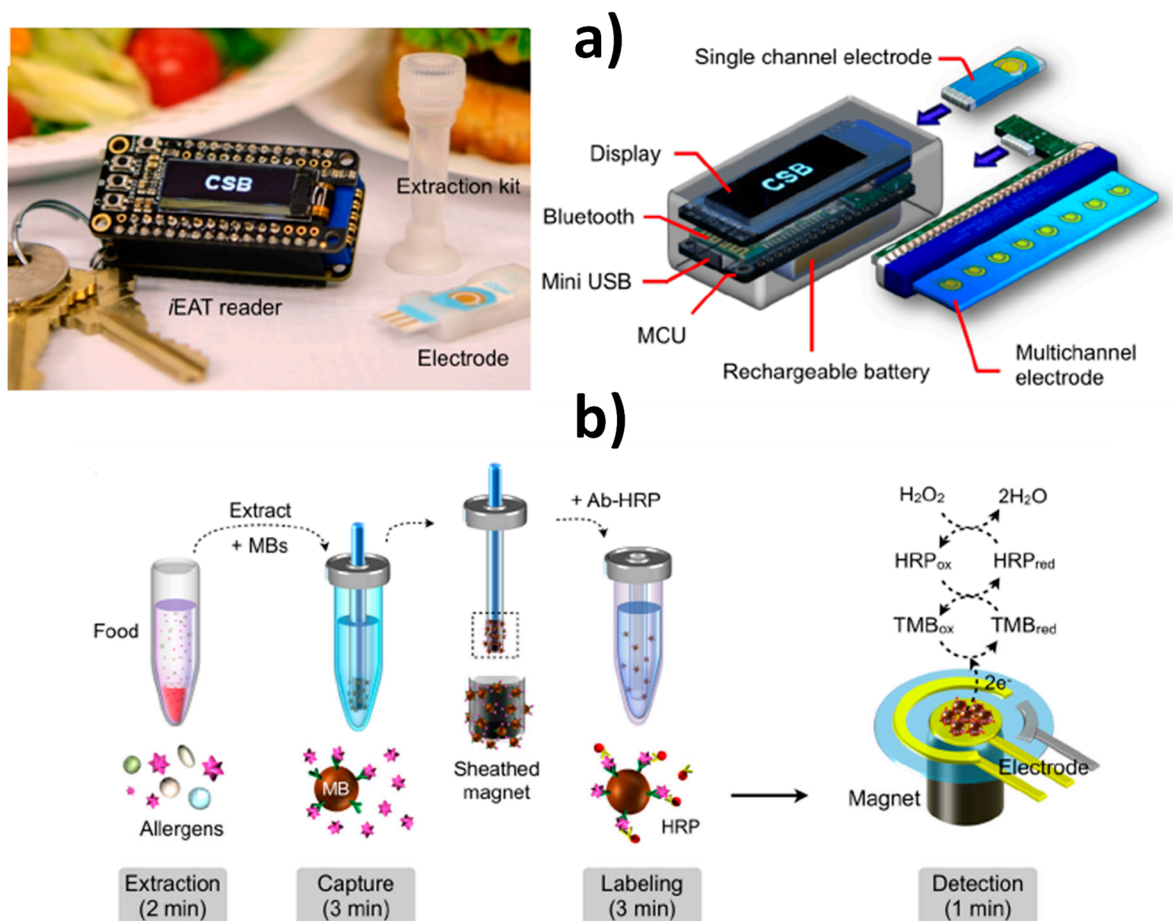 a)
CSB
Extraction kit
iEAT reader
Electrode
Single channel electrode
Display
CSB
Bluetooth
Mini USB
MCU
Rechargeable battery
Multichannel
electrode
b)
Extract
+ MBs
+ Ab-HRP
Food
Allergens
MB
Sheathed
magnet
HRP
H₂O₂
2H₂O
HRPox
HRPred
TMBox
TMBred
2e⁻
Electrode
Magnet
Extraction
(2 min)
Capture
(3 min)
Labeling
(3 min)
Detection
(1 min)